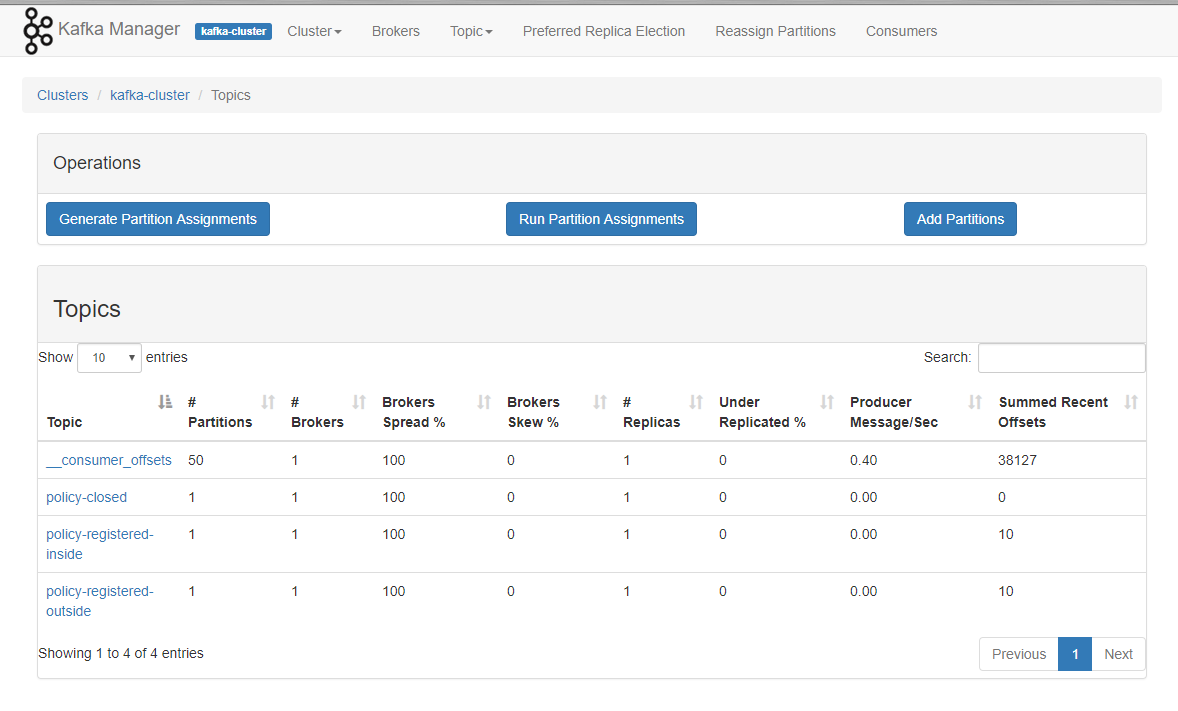 Kafka Manager kafka-cluster Cluster Brokers Topic Preferred Replica Election Reassign Partitions Consumers
Clusters / kafka-cluster / Topics
Operations
Generate Partition Assignments Run Partition Assignments Add Partitions
Topics
Show 10 entries Search:
Topic # Partitions # Brokers Brokers Spread % Brokers Skew % # Replicas Under Replicated % Producer Message/Sec Summed Recent Offsets
__consumer_offsets 50 1 100 0 1 0 0.40 38127
policy-closed 1 1 100 0 1 0 0.00 0
policy-registered- 1 1 100 0 1 0 0.00 10
inside
policy-registered- 1 1 100 0 1 0 0.00 10
outside
Showing 1 to 4 of 4 entries Previous 1 Next